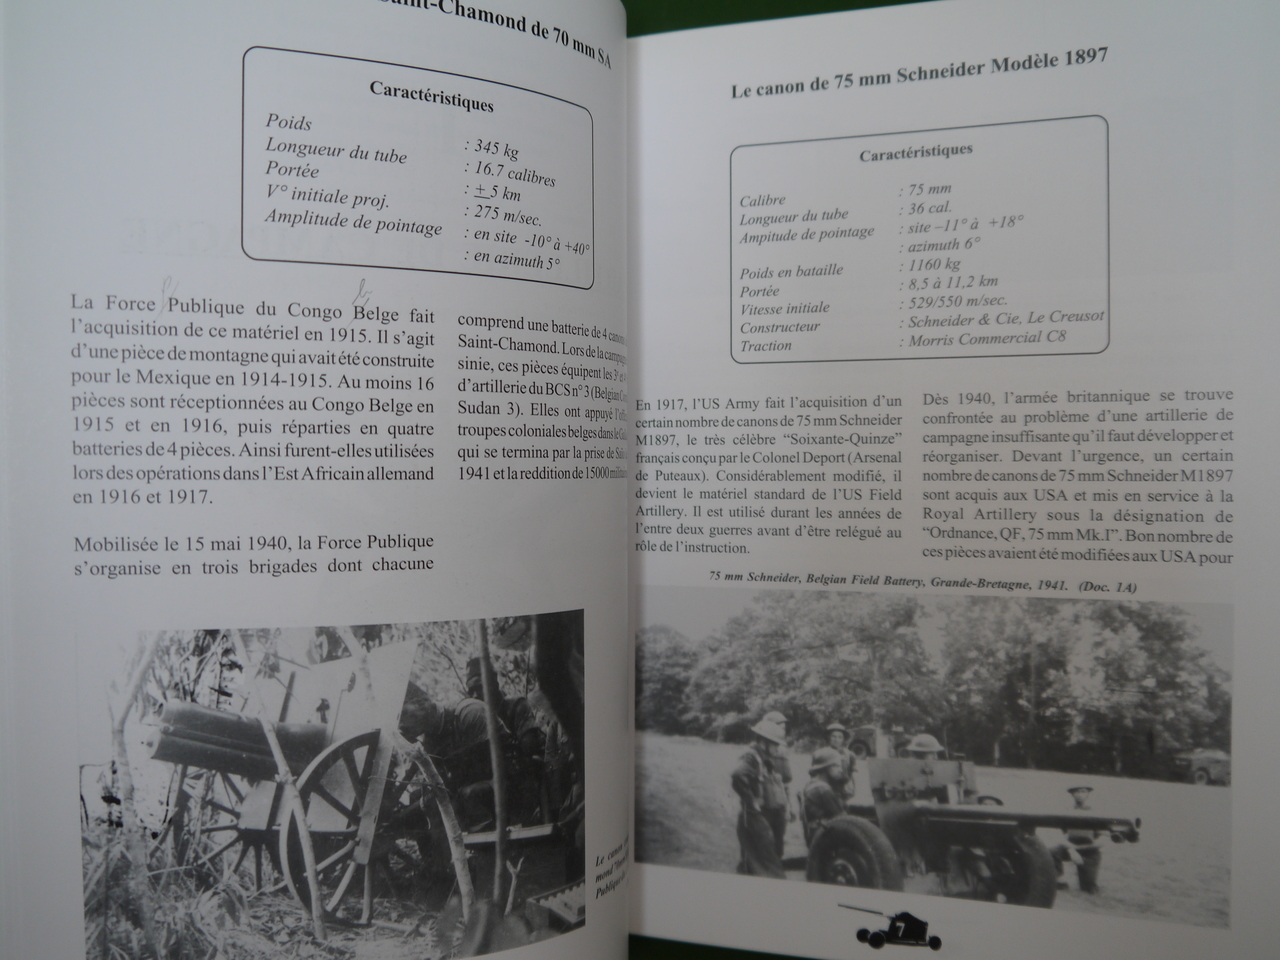 Saint-Chamond de 70 mm SA
Caractéristiques
Poids : 345 kg
Longueur du tube : 16.7 calibres
Portée : ± 5 km
V° initiale proj. : 275 m/sec.
Amplitude de pointage : en site -10° à +40°
: en azimuth 5°
La Force Publique du Congo Belge fait
l'acquisition de ce matériel en 1915. Il s'agit
d'une pièce de montagne qui avait été construite
pour le Mexique en 1914-1915. Au moins 16
pièces sont réceptionnées au Congo Belge en
1915 et en 1916, puis réparties en quatre
batteries de 4 pièces. Ainsi furent-elles utilisées
lors des opérations dans l'Est Africain allemand
en 1916 et 1917.
Mobilisée le 15 mai 1940, la Force Publique
s'organise en trois brigades dont chacune
comprend une batterie de 4
Saint-Chamond. Lors de la
sinie, ces pièces équipent les 3e et
d'artillerie du BCS n° 3 (Belgian
Sudan 3). Elles ont appuyé
troupes coloniales belges dans le
qui se termina par la prise de
1941 et la reddition de 15000
Le canon
mond
Publique
Le canon de 75 mm Schneider Modèle 1897
Caractéristiques
Calibre : 75 mm
Longueur du tube : 36 cal.
Ampitude de pointage : site –11° à +18°
: azimuth 6°
Poids en bataille : 1160 kg
Portée : 8,5 à 11,2 km
Vitesse initiale : 529/550 m/sec.
Constructeur : Schneider & Cie, Le Creusot
Traction : Morris Commercial C8
En 1917, l'US Army fait l'acquisition d'un
certain nombre de canons de 75 mm Schneider
M1897, le très célèbre “Soixante-Quinze”
français conçu par le Colonel Deport (Arsenal
de Puteaux). Considérablement modifié, il
devient le matériel standard de l'US Field
Artillery. Il est utilisé durant les années de
l'entre deux guerres avant d'être relégué au
rôle de l'instruction.
Dès 1940, l'armée britannique se trouve
confrontée au problème d'une artillerie de
campagne insuffisante qu'il faut développer et
réorganiser. Devant l'urgence, un certain
nombre de canons de 75 mm Schneider M1897
sont acquis aux USA et mis en service à la
Royal Artillery sous la désignation de
“Ordnance, QF, 75 mm Mk.I”. Bon nombre de
ces pièces avaient été modifiées aux USA pour
75 mm Schneider, Belgian Field Battery, Grande-Bretagne, 1941. (Doc. 1A)
7